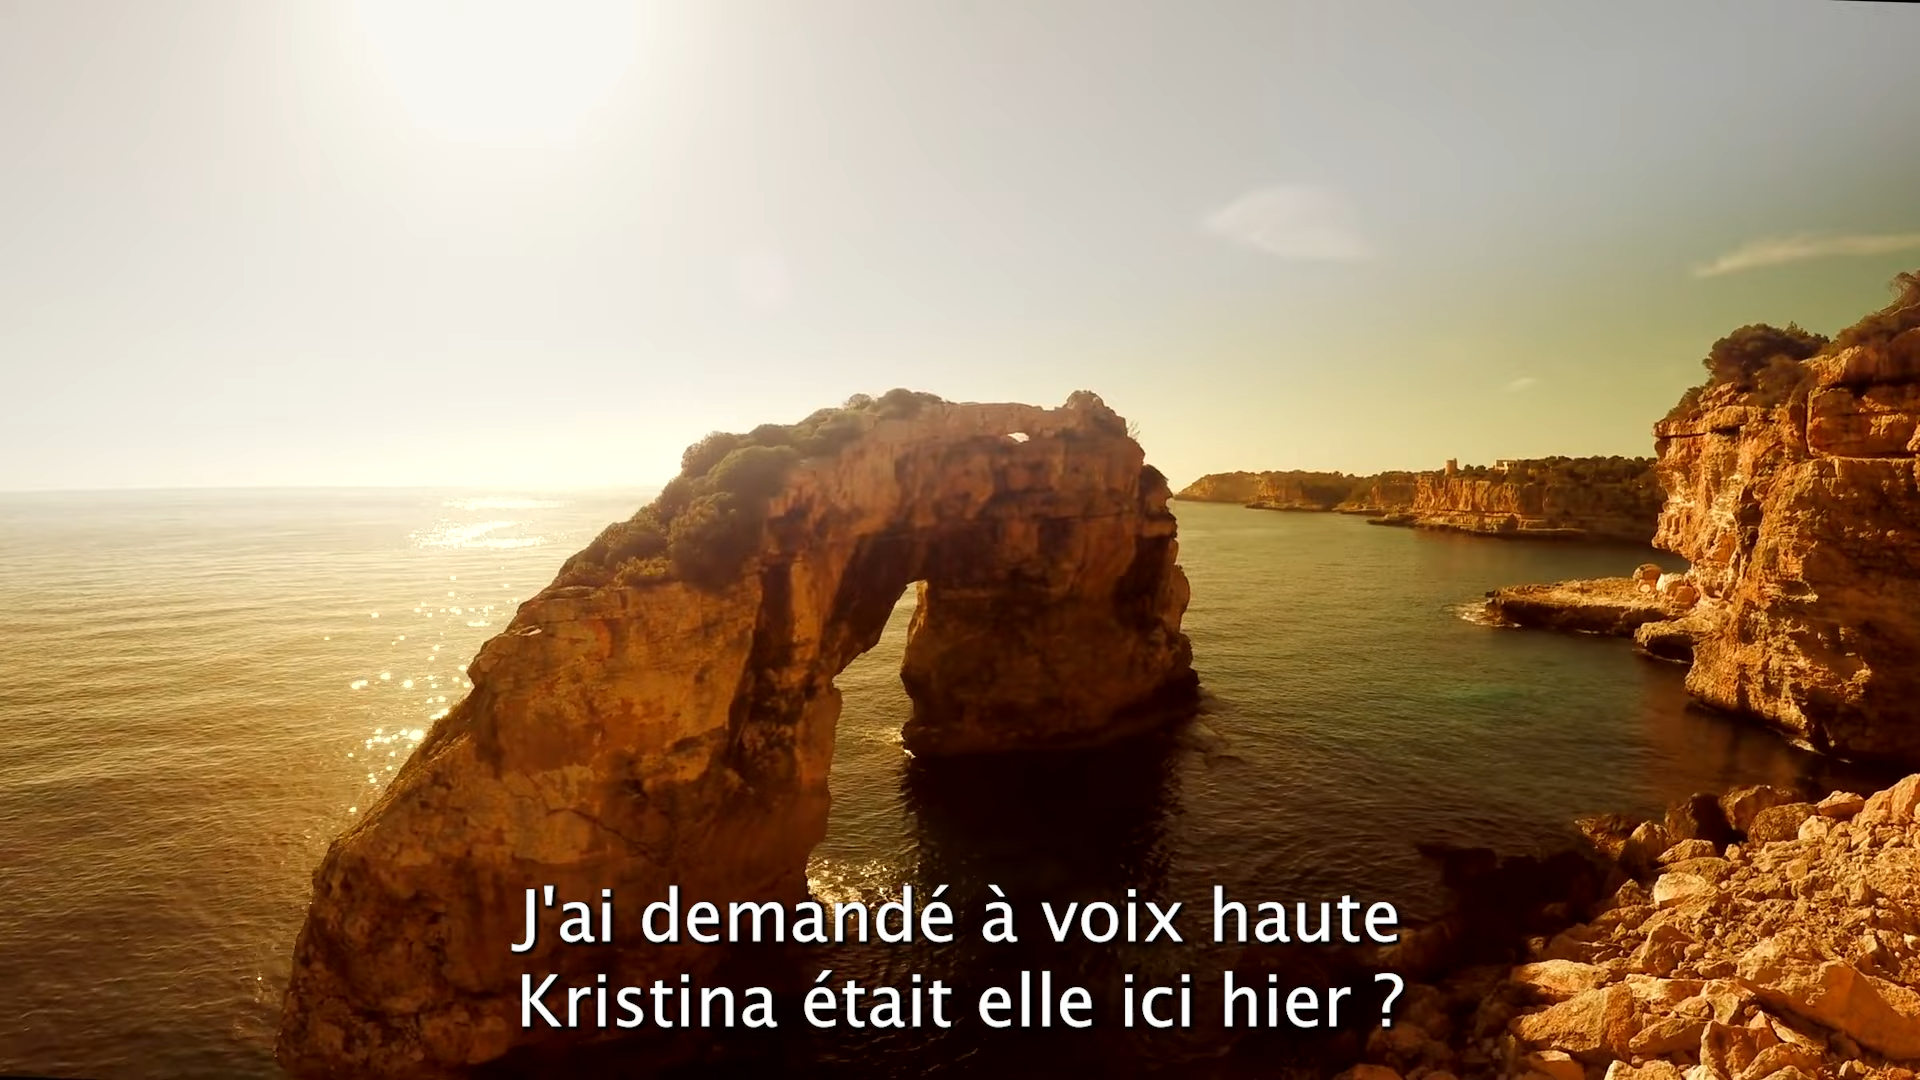 J'ai demandé à voix haute
Kristina était elle ici hier ?